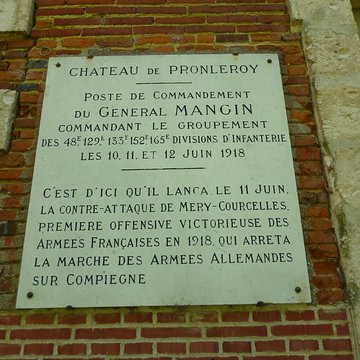 CHATEAU DE PRONLEROY
POSTE DE COMMANDEMENT
DU GENERAL MANGIN
COMMANDANT LE GROUPEMENT
DES 48E 129E 133E 152E 165E DIVISIONS D'INFANTERIE
LES 10, 11, ET 12 JUIN 1918
C'EST D'ICI QU'IL LANCA, LE 11 JUIN,
LA CONTRE-ATTAQUE DE MERY-COURCELLES,
PREMIERE OFFENSIVE VICTORIEUSE DES
ARMEES FRANÇAISES EN 1918, QUI ARRETA
LA MARCHE DES ARMEES ALLEMANDES
SUR COMPIEGNE